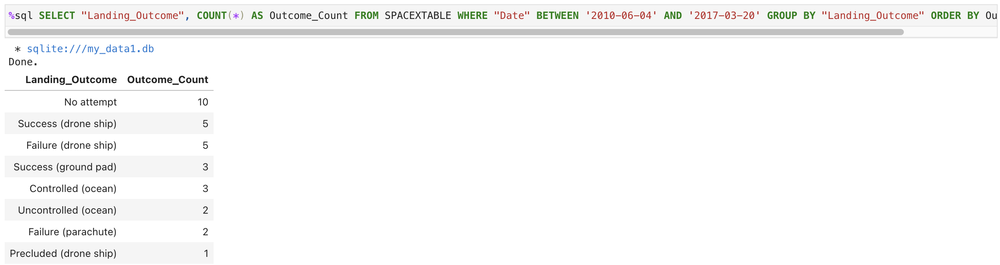 %sql SELECT "Landing_Outcome", COUNT(*) AS Outcome_Count FROM SPACEXTABLE WHERE "Date" BETWEEN '2010-06-04' AND '2017-03-20' GROUP BY "Landing_Outcome" ORDER BY Ou
* sqlite:///my_data1.db
Done.
Landing_Outcome Outcome_Count
No attempt 10
Success (drone ship) 5
Failure (drone ship) 5
Success (ground pad) 3
Controlled (ocean) 3
Uncontrolled (ocean) 2
Failure (parachute) 2
Precluded (drone ship) 1